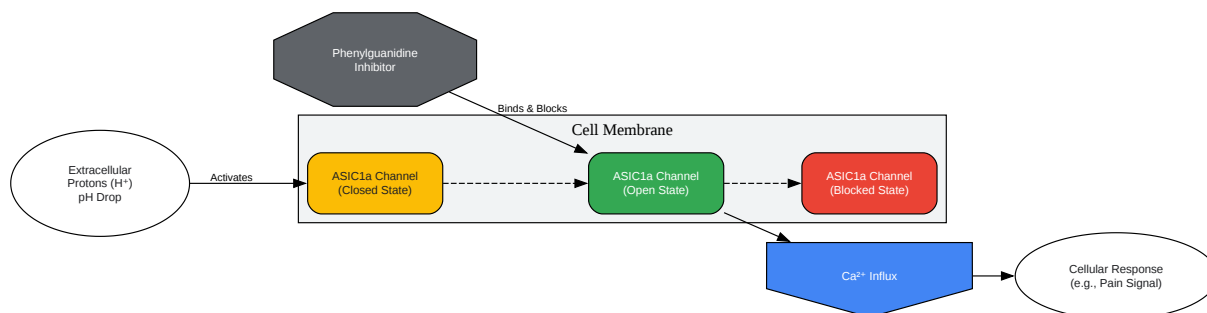 Phenylguanidine
Inhibitor
Binds & Blocks
Cell Membrane
Extracellular
Protons (H⁺)
pH Drop
Activates
ASIC1a Channel
(Closed State)
ASIC1a Channel
(Open State)
ASIC1a Channel
(Blocked State)
Ca²⁺ Influx
Cellular Response
(e.g., Pain Signal)